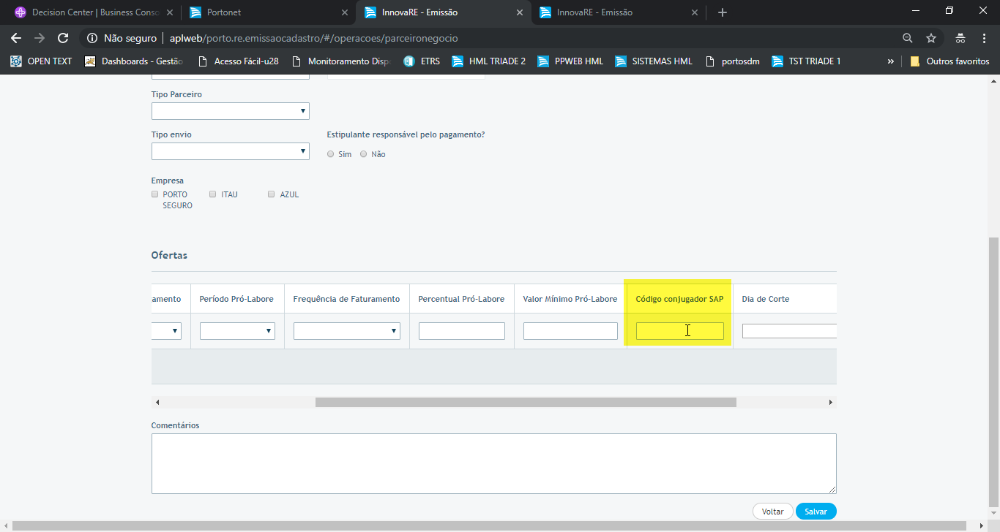 Decision Center | Business Conso
Portonet
InnovaRE - Emissão
InnovaRE - Emissão
Não seguro | aplweb/porto.re.emissaocadastro/#/operacoes/parceironegocio
OPEN TEXT
Dashboards - Gestão
Acesso Fácil-u28
Monitoramento Dispo
ETRS
HML TRIADE 2
PPWEB HML
SISTEMAS HML
portosdm
TST TRIADE 1
»
Outros favoritos
Tipo Parceiro
Tipo envio
Estipulante responsável pelo pagamento?
Sim Não
Empresa
PORTO SEGURO
ITAU
AZUL
Ofertas
amento
Período Pró-Labore
Frequência de Faturamento
Percentual Pró-Labore
Valor Mínimo Pró-Labore
Código conjugador SAP
Dia de Corte
Comentários
Voltar
Salvar